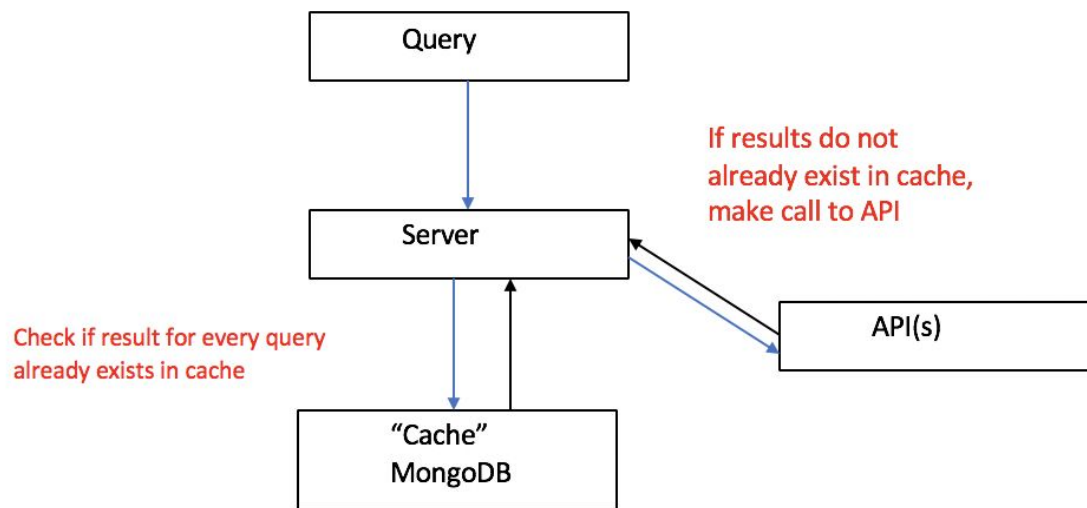 Query
If results do not
already exist in cache,
make call to API
Server
API(s)
Check if result for every query
already exists in cache
“Cache”
MongoDB